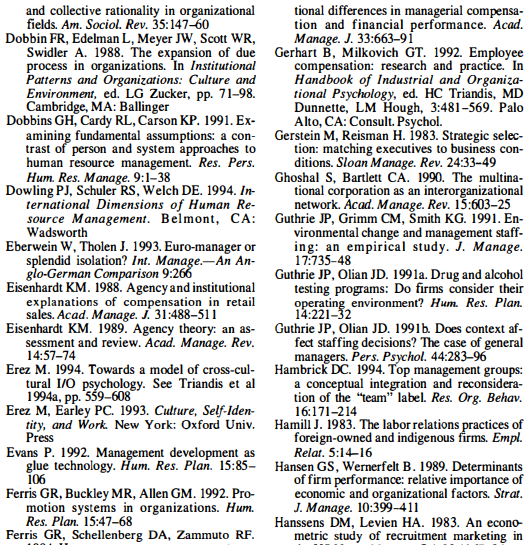 and collective rationality in organizational
fields. Am. Sociol. Rev. 35:147–60
Dobbin FR, Edelman L, Meyer JW, Scott WR,
Swidler A. 1988. The expansion of due
process in organizations. In Institutional
Patterns and Organizations: Culture and
Environment, ed. LG Zucker, pp. 71–98.
Cambridge, MA: Ballinger
Dobbins GH, Cardy RL, Carson KP. 1991. Ex-
amining fundamental assumptions: a con-
trast of person and system approaches to
human resource management. Res. Pers.
Hum. Res. Manage. 9:1–38
Dowling PJ, Schuler RS, Welch DE. 1994. In-
ternational Dimensions of Human Re-
source Management. Belmont, CA:
Wadsworth
Eberwein W, Tholen J. 1993. Euro-manager or
splendid isolation? Int. Manage.—An An-
glo-German Comparison 9:266
Eisenhardt KM. 1988. Agency and institutional
explanations of compensation in retail
sales. Acad. Manage. J. 31:488–511
Eisenhardt KM. 1989. Agency theory: an as-
sessment and review. Acad. Manage. Rev.
14:57–74
Erez M. 1994. Towards a model of cross-cul-
tural I/O psychology. See Triandis et al
1994a, pp. 559–608
Erez M, Earley PC. 1993. Culture, Self-Iden-
tity, and Work. New York: Oxford Univ.
Press
Evans P. 1992. Management development as
glue technology. Hum. Res. Plan. 15:85–
106
Ferris GR, Buckley MR, Allen GM. 1992. Pro-
motion systems in organizations. Hum.
Res. Plan. 15:47–68
Ferris GR, Schellenberg DA, Zammuto RF.
tional differences in managerial compensa-
tion and financial performance. Acad.
Manage. J. 33:663–91
Gerhart B, Milkovich GT. 1992. Employee
compensation: research and practice. In
Handbook of Industrial and Organiza-
tional Psychology, ed. HC Triandis, MD
Dunnette, LM Hough, 3:481–569. Palo
Alto, CA: Consult. Psychol.
Gerstein M, Reisman H. 1983. Strategic selec-
tion: matching executives to business con-
ditions. Sloan Manage. Rev. 24:33–49
Ghoshal S, Bartlett CA. 1990. The multina-
tional corporation as an interorganizational
network. Acad. Manage. Rev. 15:603–25
Guthrie JP, Grimm CM, Smith KG. 1991. En-
vironmental change and management staff-
ing: an empirical study. J. Manage.
17:735–48
Guthrie JP, Olian JD. 1991a. Drug and alcohol
testing programs: Do firms consider their
operating environment? Hum. Res. Plan.
14:221–32
Guthrie JP, Olian JD. 1991b. Does context af-
fect staffing decisions? The case of general
managers. Pers. Psychol. 44:283–96
Hambrick DC. 1994. Top management groups:
a conceptual integration and reconsidera-
tion of the “team” label. Res. Org. Behav.
16:171–214
Hamill J. 1983. The labor relations practices of
foreign-owned and indigenous firms. Empl.
Relat. 5:14–16
Hansen GS, Wernerfelt B. 1989. Determinants
of firm performance: relative importance of
economic and organizational factors. Strat.
J. Manage. 10:399–411
Hanssens DM, Levien HA. 1983. An econo-
metric study of recruitment marketing in